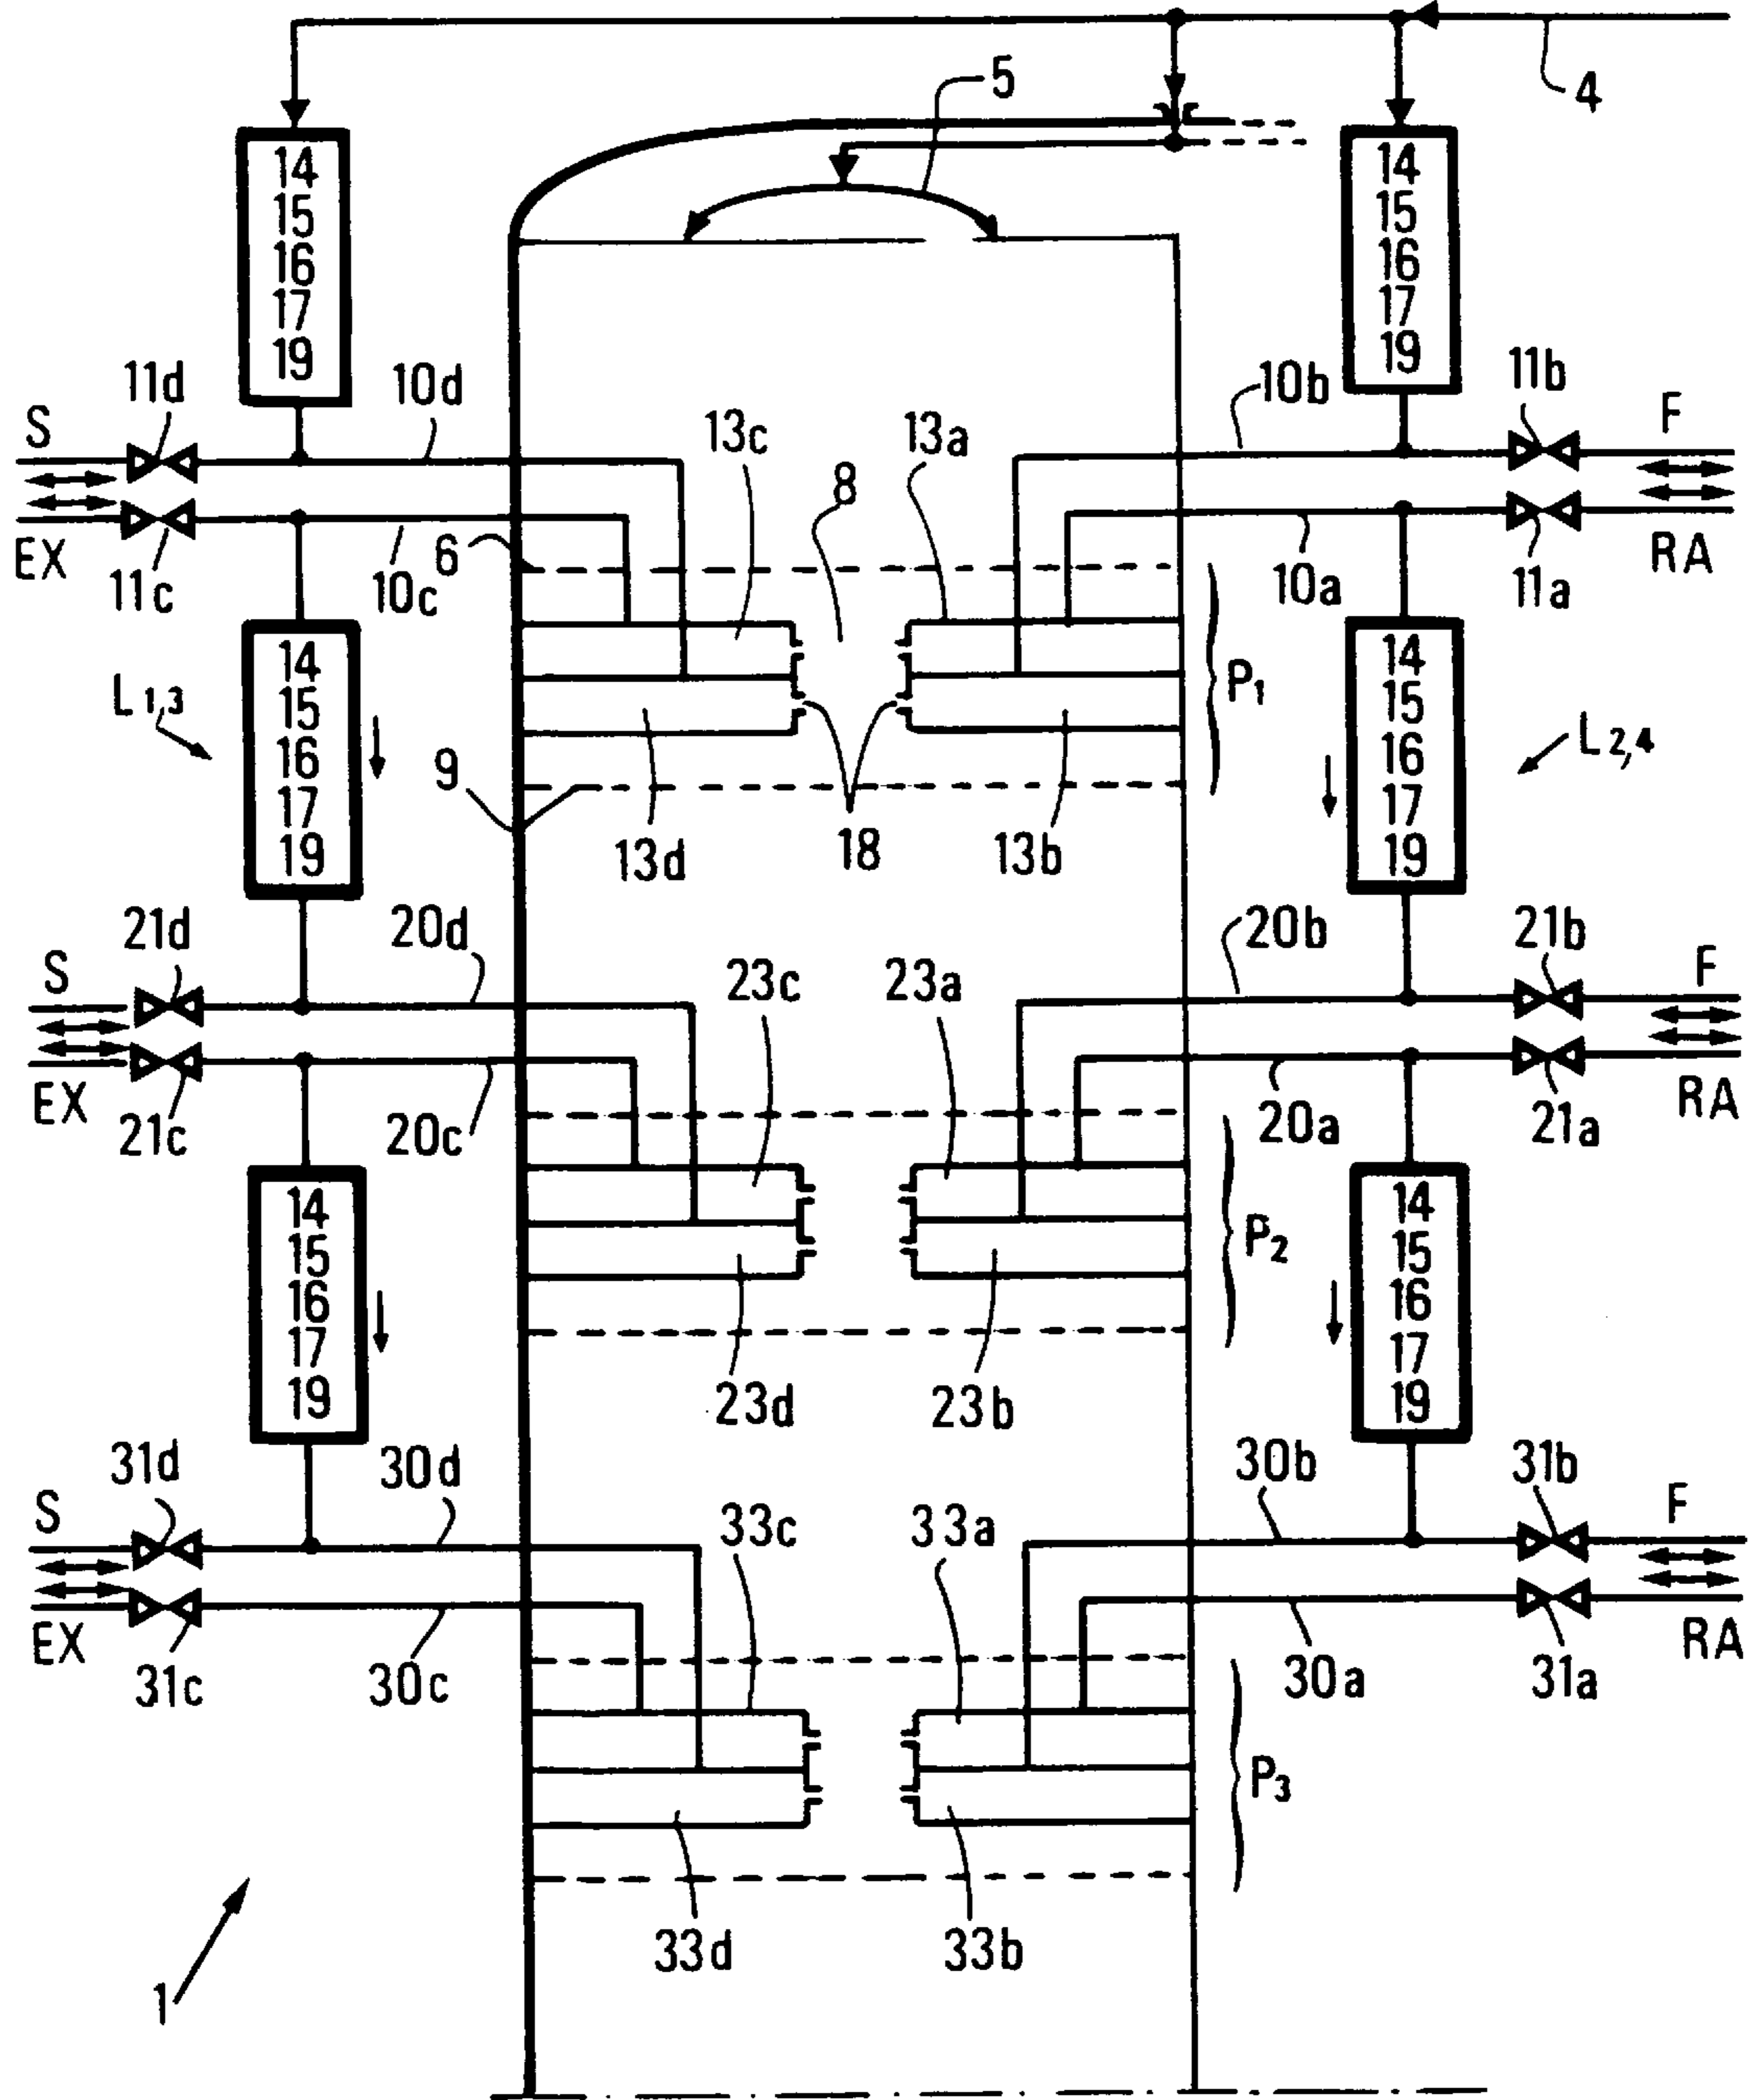 4
5
14
15
16
17
19
14
15
16
17
19
11d
10d
10b
11b
S
13c
13a
F
8
EX
6
RA
11c
10c
10a
11a
14
15
16
17
19
14
15
16
17
19
L 1,3
P1
L 2,4
9
13d
18
13b
21d
20d
20b
21b
S
23c
23a
F
EX
RA
21c
20c
20a
21a
14
15
16
17
19
14
15
16
17
19
P2
23d
23b
31d
30d
30b
31b
S
33c
33a
F
EX
RA
31c
30c
30a
31a
P3
33d
33b
1